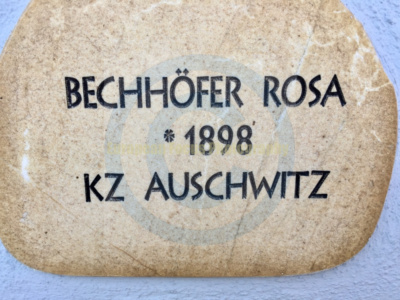 BECHHÖFER ROSA
* 1898
KZ AUSCHWITZ